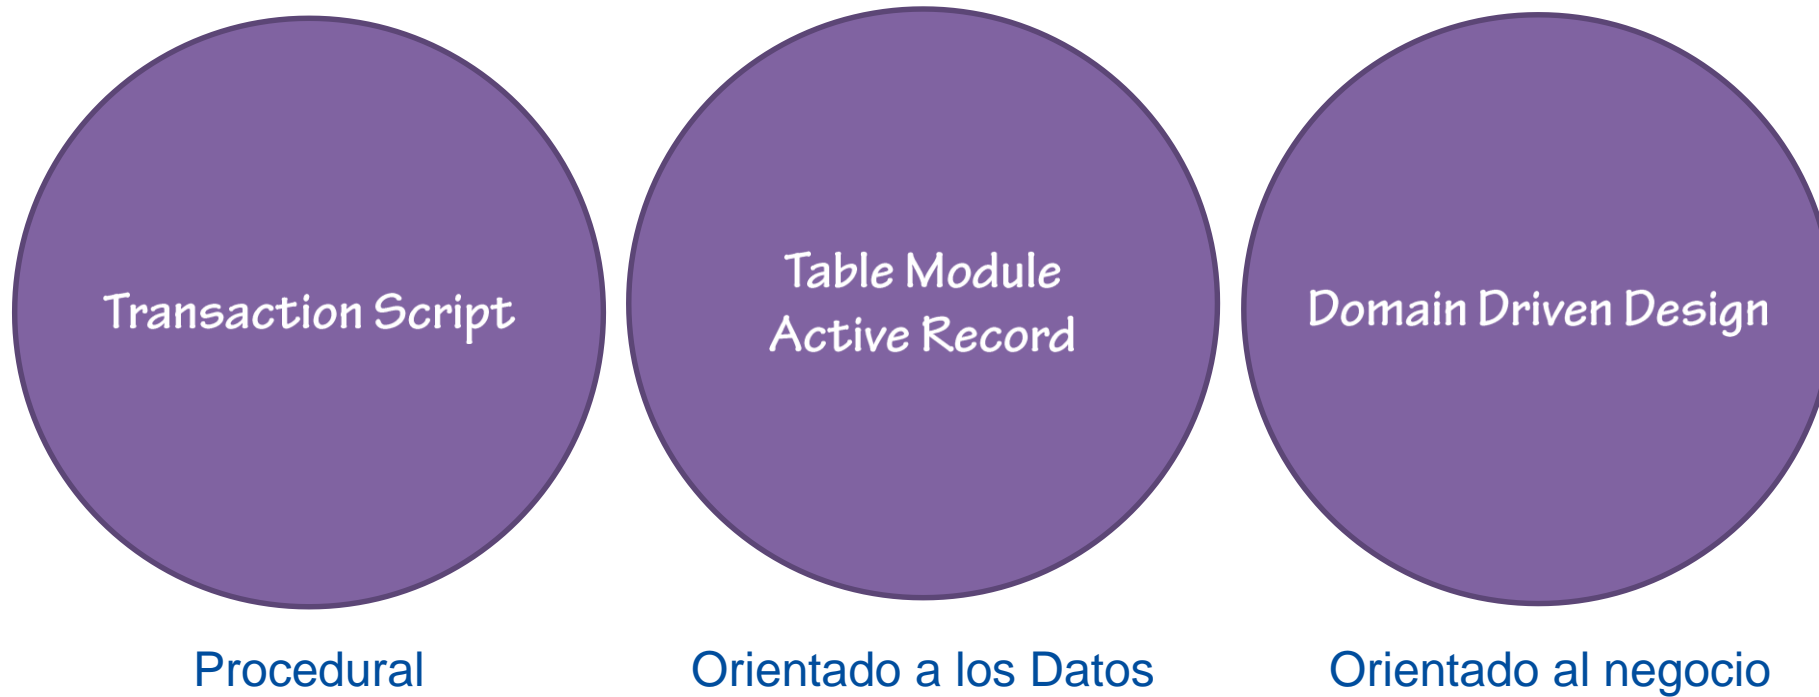 Transaction Script
Table Module
Active Record
Domain Driven Design
Procedural
Orientado a los Datos
Orientado al negocio